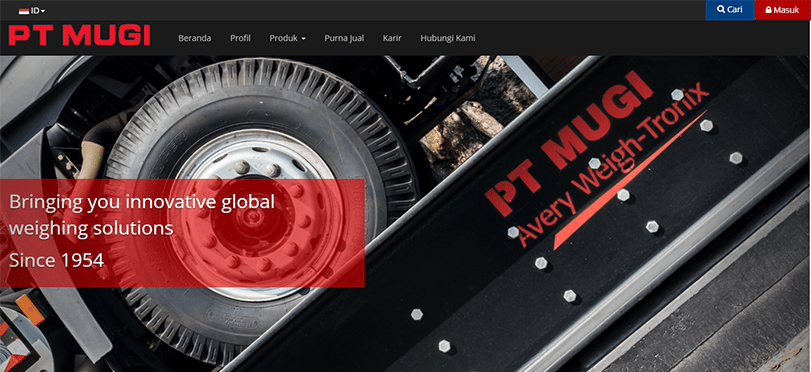 ID
Cari
Masuk
PT MUGI
Beranda
Profil
Produk
Purna Jual
Karir
Hubungi Kami
PT MUGI
Avery Weigh-Tronix
Bringing you innovative global
weighing solutions
Since 1954